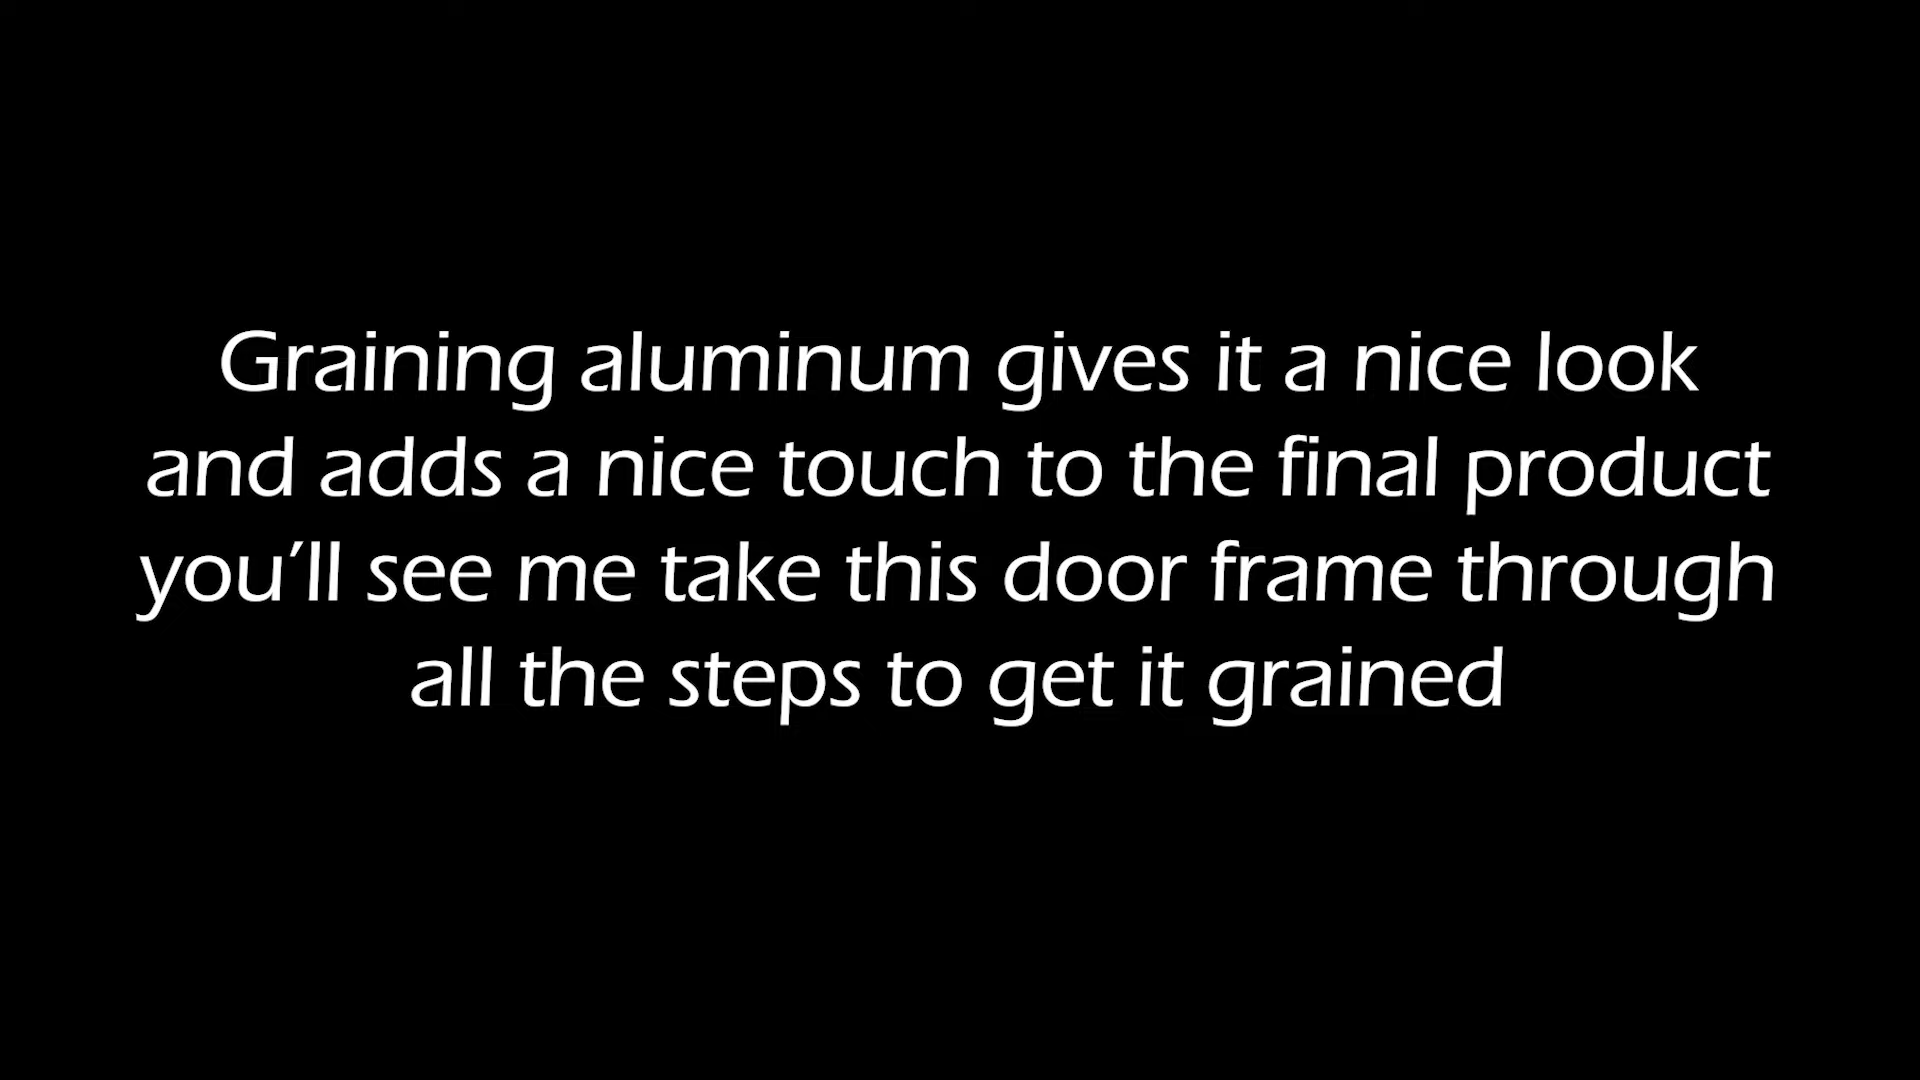 Graining aluminum gives it a nice look
and adds a nice touch to the final product
you’ll see me take this door frame through
all the steps to get it grained